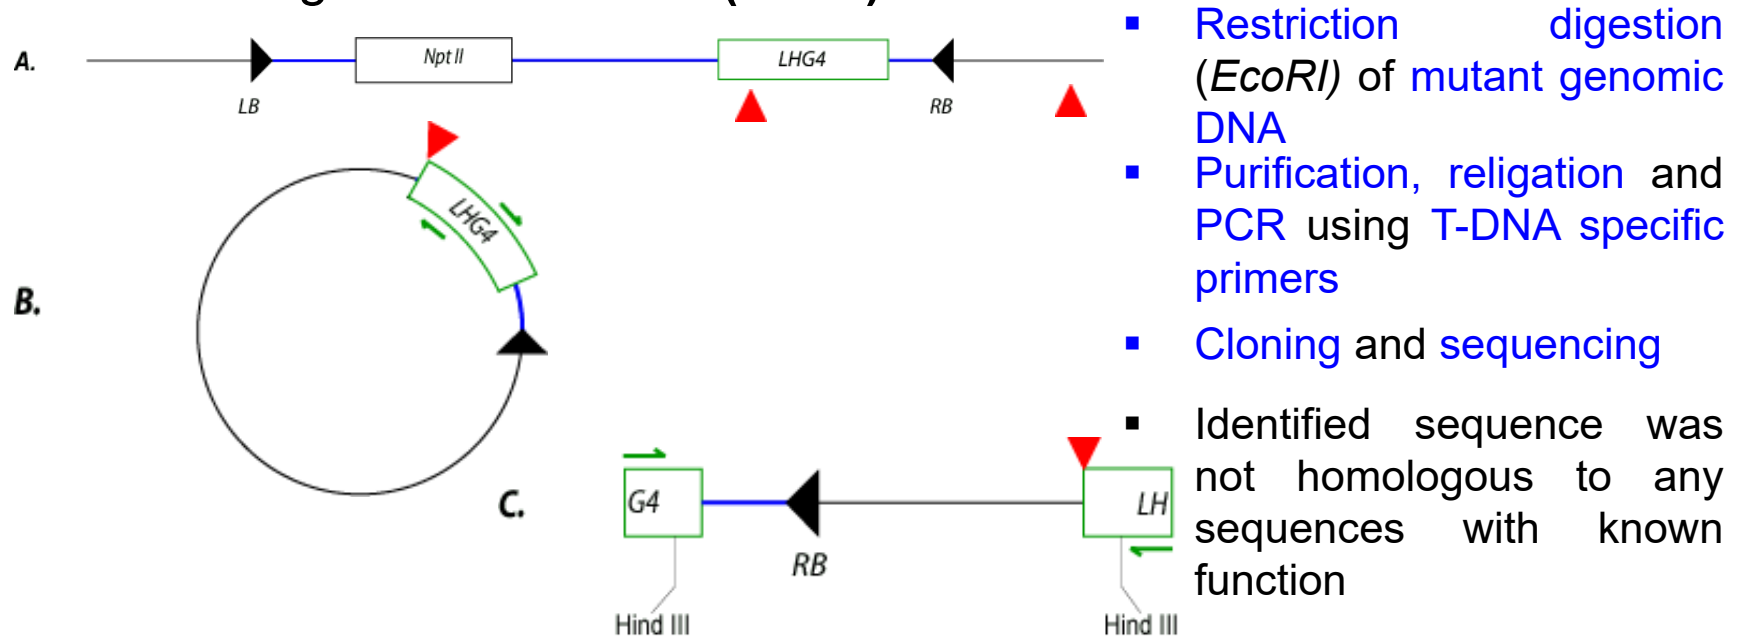 A.
Npt II
LHG4
LB
RB
B.
LHG4
C.
G4
LH
RB
Hind III
Hind III
▪ Restriction digestion
(EcoRI) of mutant genomic
DNA
▪ Purification, religation and
PCR using T-DNA specific
primers
▪ Cloning and sequencing
▪ Identified sequence was
not homologous to any
sequences with known
function